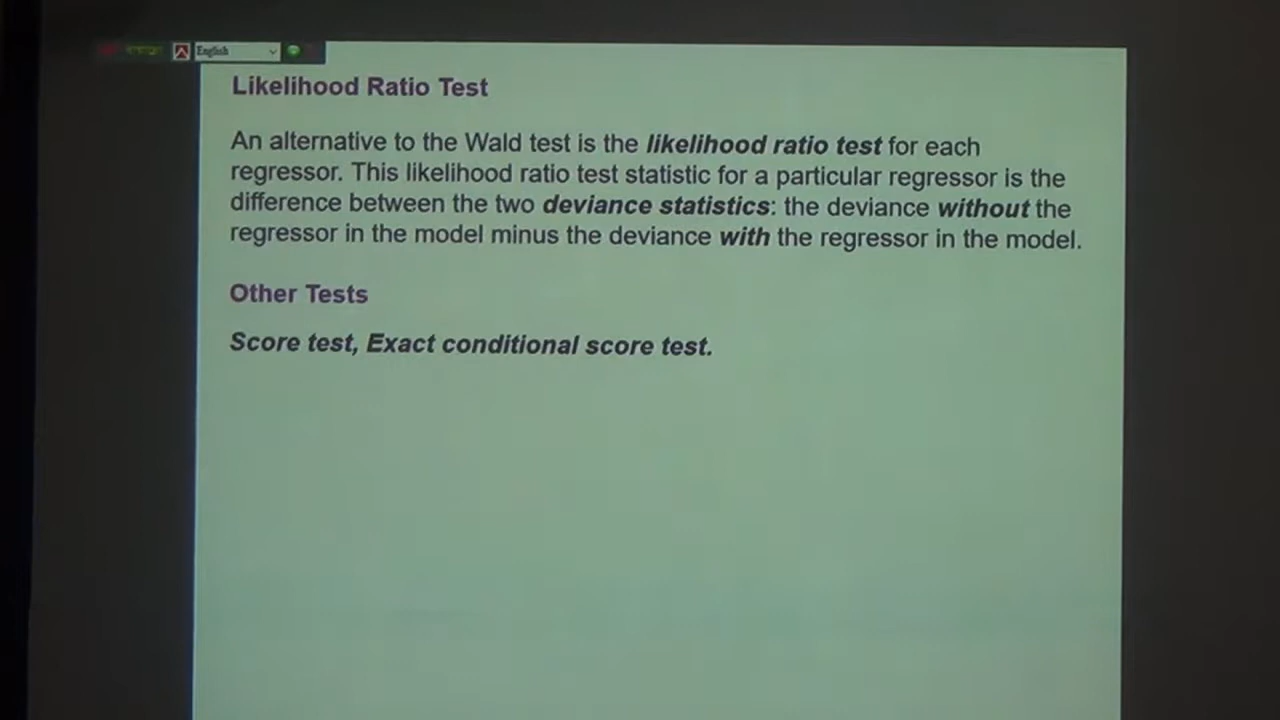 English
Likelihood Ratio Test
An alternative to the Wald test is the likelihood ratio test for each
regressor. This likelihood ratio test statistic for a particular regressor is the
difference between the two deviance statistics: the deviance without the
regressor in the model minus the deviance with the regressor in the model.
Other Tests
Score test, Exact conditional score test.